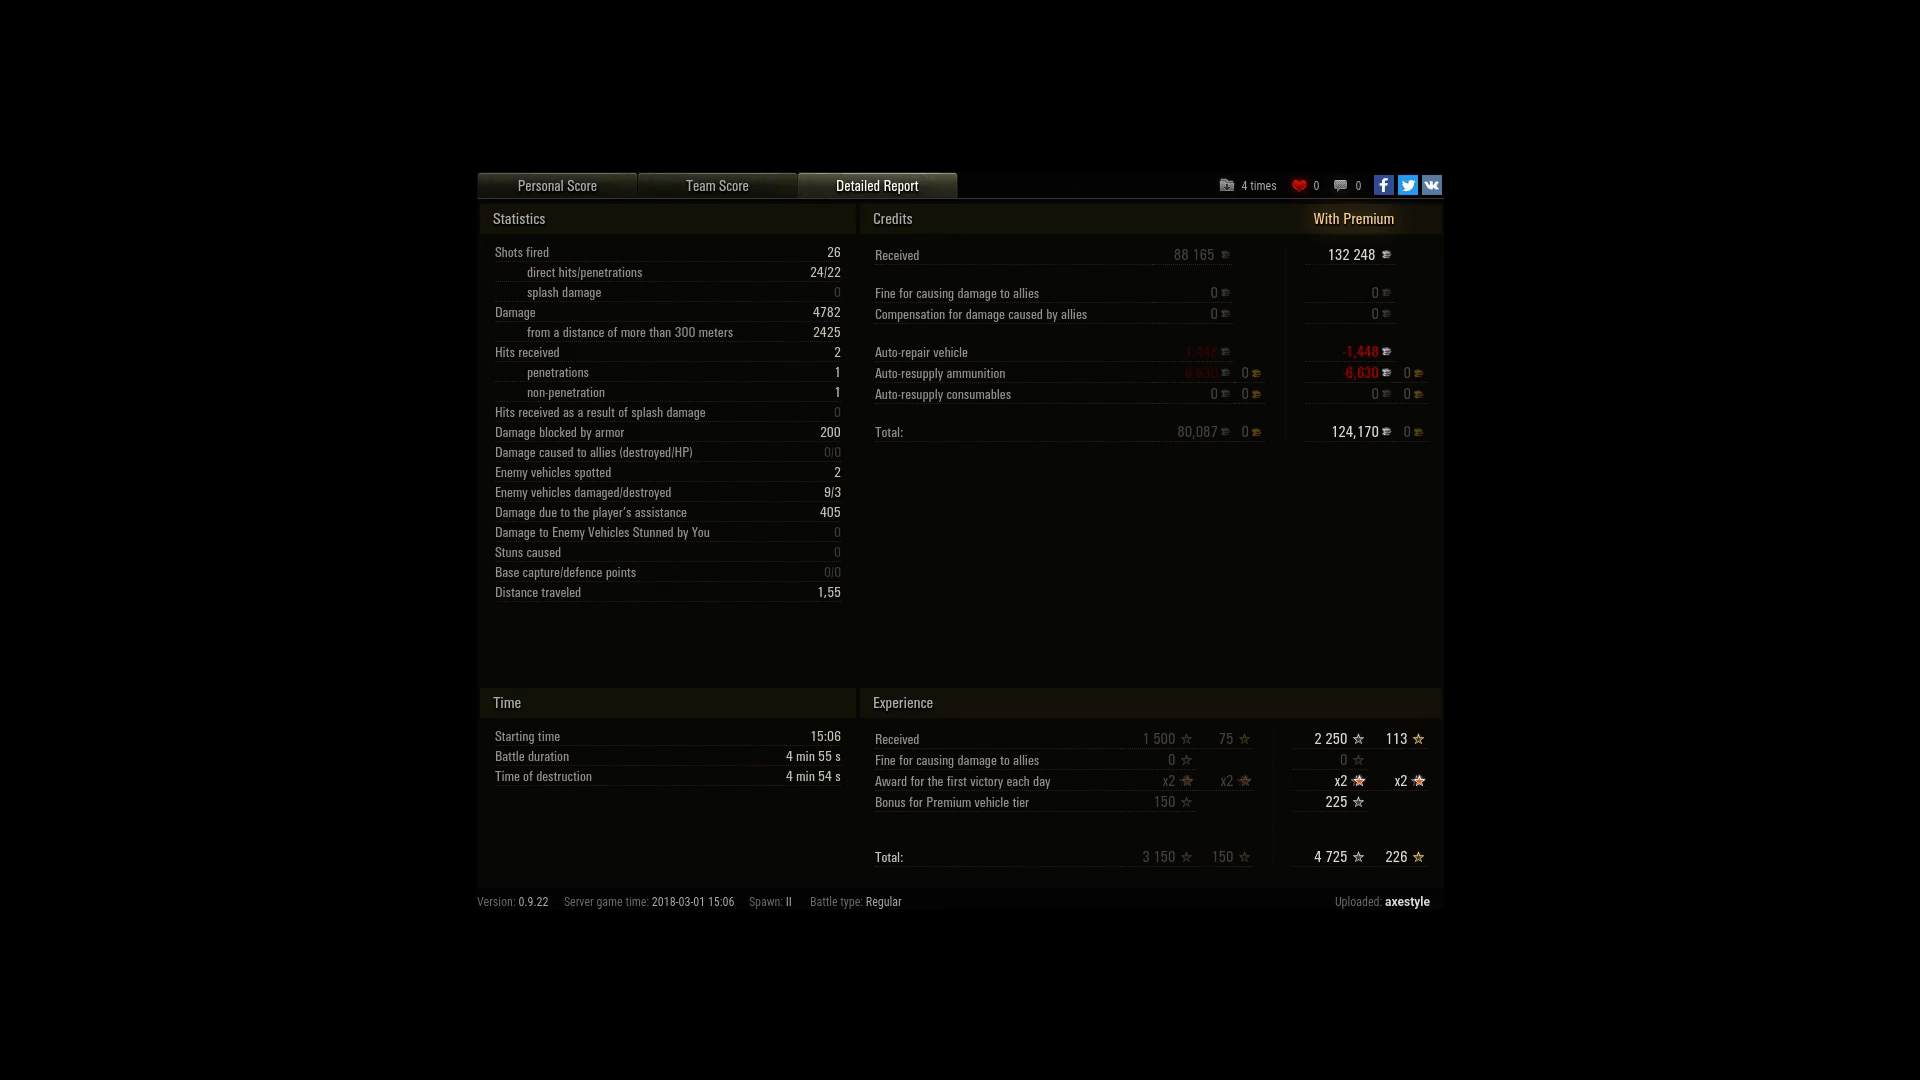 Personal Score Team Score Detailed Report 4 times 0 0
Statistics
Shots fired 26
direct hits/penetrations 24/22
splash damage 0
Damage 4782
from a distance of more than 300 meters 2425
Hits received 2
penetrations 1
non-penetration 1
Hits received as a result of splash damage 0
Damage blocked by armor 200
Damage caused to allies (destroyed/HP) 0/0
Enemy vehicles spotted 2
Enemy vehicles damaged/destroyed 9/3
Damage due to the player's assistance 405
Damage to Enemy Vehicles Stunned by You 0
Stuns caused 0
Base capture/defence points 0/0
Distance traveled 1,55
Credits With Premium
Received 88 165 132 248
Fine for causing damage to allies 0 0
Compensation for damage caused by allies 0 0
Auto-repair vehicle -1,448 -1,448
Auto-resupply ammunition -6,630 0 -6,630 0
Auto-resupply consumables 0 0 0 0
Total: 80,087 0 124,170 0
Time
Starting time 15:06
Battle duration 4 min 55 s
Time of destruction 4 min 54 s
Experience
Received 1 500 75 2 250 113
Fine for causing damage to allies 0 0
Award for the first victory each day x2 x2 x2 x2
Bonus for Premium vehicle tier 150 225
Total: 3 150 150 4 725 226
Version: 0.9.22 Server game time: 2018-03-01 15:06 Spawn: II Battle type: Regular Uploaded: axestyle